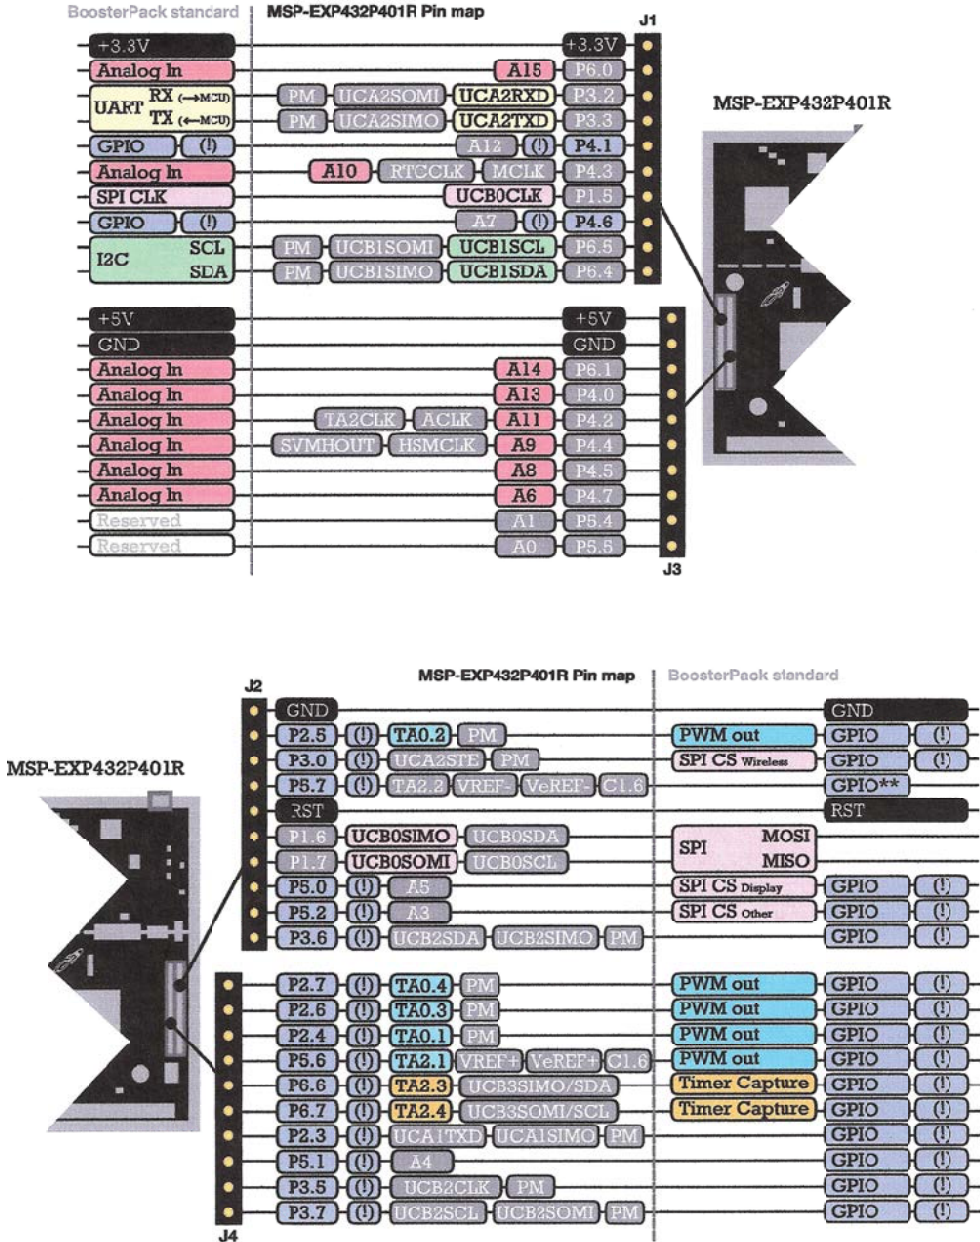 BoosterPack standard MSP-EXP432P401R Pin map
J1
+3.3V +3.3V
Analog In A15 P6.0
UART RX (→MCU) PM UCA2SOMI UCA2RXD P3.2
TX (←MCU) PM UCA2SIMO UCA2TXD P3.3
GPIO (!) A12 (!) P4.1
Analog In A10 RTCCLK MCLK P4.3
SPI CLK UCB0CLK P1.5
GPIO (!) A7 (!) P4.6
I2C SCL PM UCB1SOMI UCB1SCL P6.5
SDA PM UCB1SIMO UCB1SDA P6.4
MSP-EXP432P401R
+5V +5V
GND GND
Analog In A14 P6.1
Analog In A13 P4.0
Analog In TA2CLK ACLK A11 P4.2
Analog In SVMHOUT HSMCLK A9 P4.4
Analog In A8 P4.5
Analog In A6 P4.7
Reserved A1 P5.4
Reserved A0 P5.5
J3
MSP-EXP432P401R Pin map BoosterPack standard
J2
MSP-EXP432P401R
GND GND
P2.5 (!) TA0.2 PM PWM out GPIO (!)
P3.0 (!) UCA2STE PM SPI CS Wireless GPIO (!)
P5.7 (!) TA2.2 VREF- VeREF- C1.6 GPIO**
RST RST
P1.6 UCB0SIMO UCB0SDA SPI MOSI
P1.7 UCB0SOMI UCB0SCL MISO
P5.0 (!) A5 SPI CS Display GPIO (!)
P5.2 (!) A3 SPI CS Other GPIO (!)
P3.6 (!) UCB2SDA UCB2SIMO PM GPIO (!)
P2.7 (!) TA0.4 PM PWM out GPIO (!)
P2.6 (!) TA0.3 PM PWM out GPIO (!)
P2.4 (!) TA0.1 PM PWM out GPIO (!)
P5.6 (!) TA2.1 VREF+ VeREF+ C1.6 PWM out GPIO (!)
P6.6 (!) TA2.3 UCB3SIMO/SDA Timer Capture GPIO (!)
P6.7 (!) TA2.4 UCB3SOMI/SCL Timer Capture GPIO (!)
P2.3 (!) UCA1TXD UCA1SIMO PM GPIO (!)
P5.1 (!) A4 GPIO (!)
P3.5 (!) UCB2CLK PM GPIO (!)
P3.7 (!) UCB2SCL UCB2SOMI PM GPIO (!)
J4